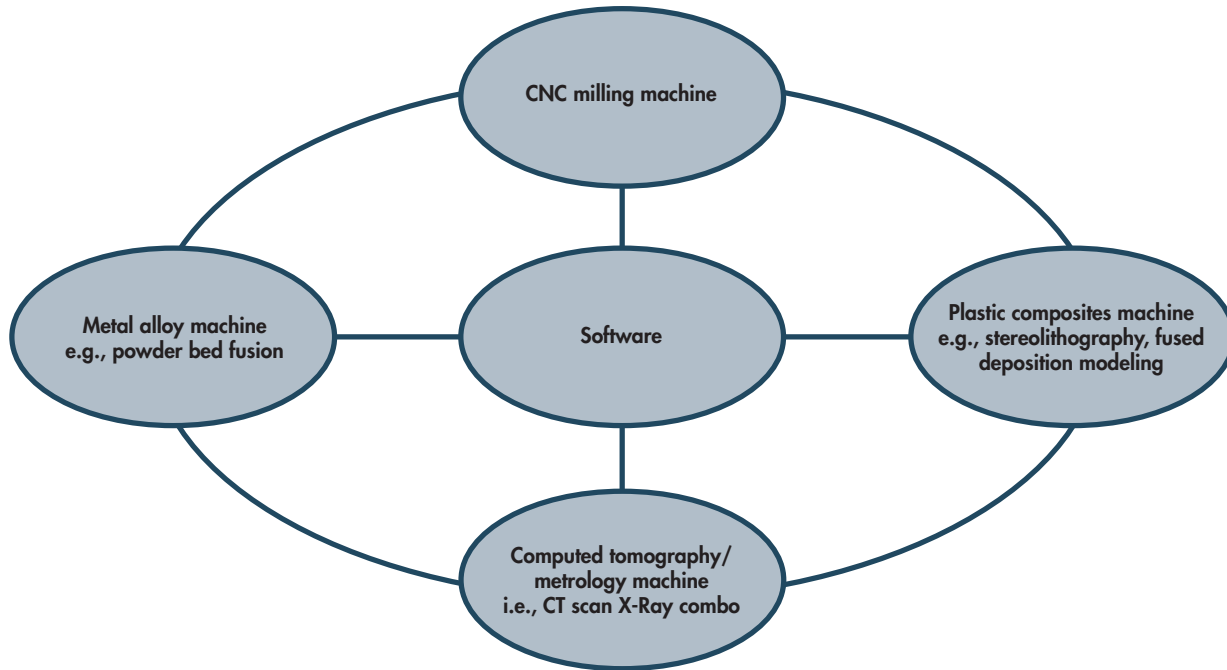 CNC milling machine
Metal alloy machine
e.g., powder bed fusion
Software
Plastic composites machine
e.g., stereolithography, fused
deposition modeling
Computed tomography/
metrology machine
i.e., CT scan X-Ray combo